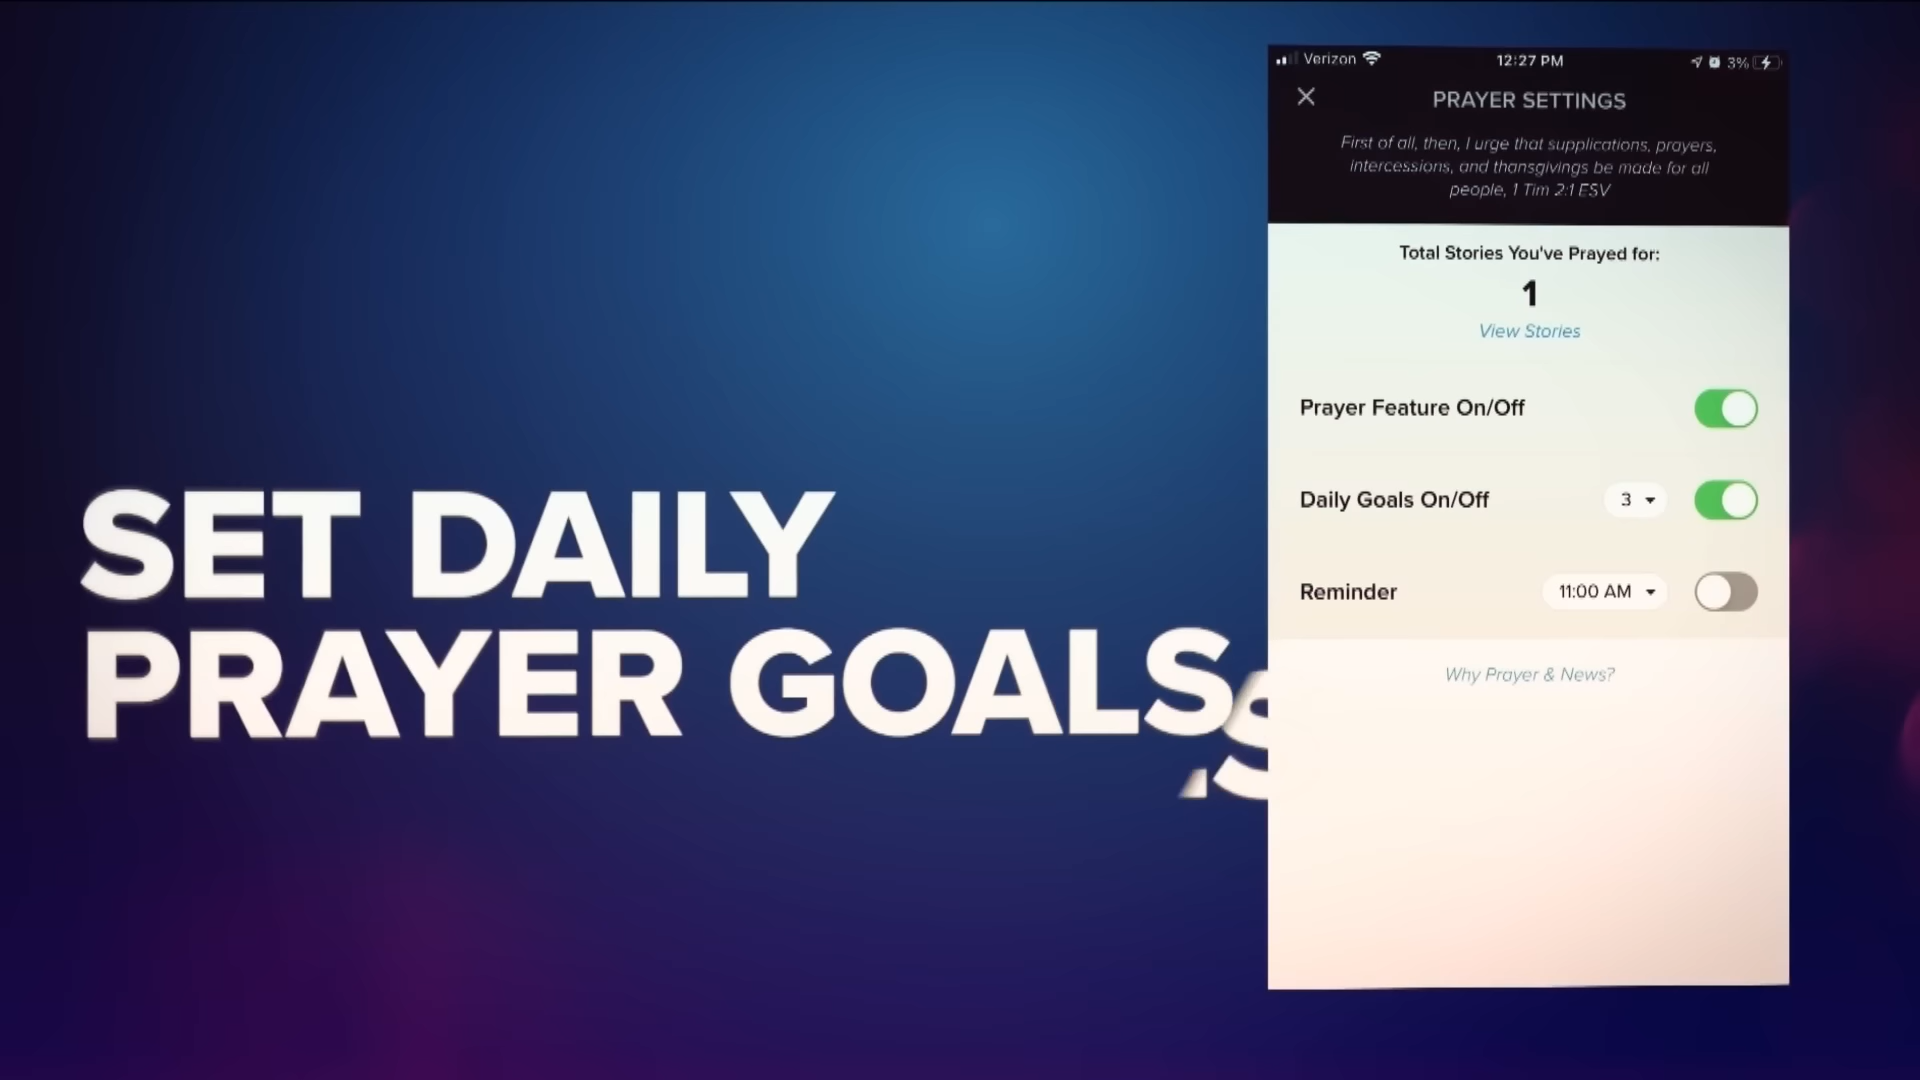 SET DAILY
PRAYER GOALS
S.
Verizon 12:27 PM 3%
PRAYER SETTINGS
First of all, then, I urge that supplications, prayers,
intercessions, and thansgivings be made for all
people, 1 Tim 2:1 ESV
Total Stories You've Prayed for:
1
View Stories
Prayer Feature On/Off
Daily Goals On/Off 3
Reminder 11:00 AM
Why Prayer & News?